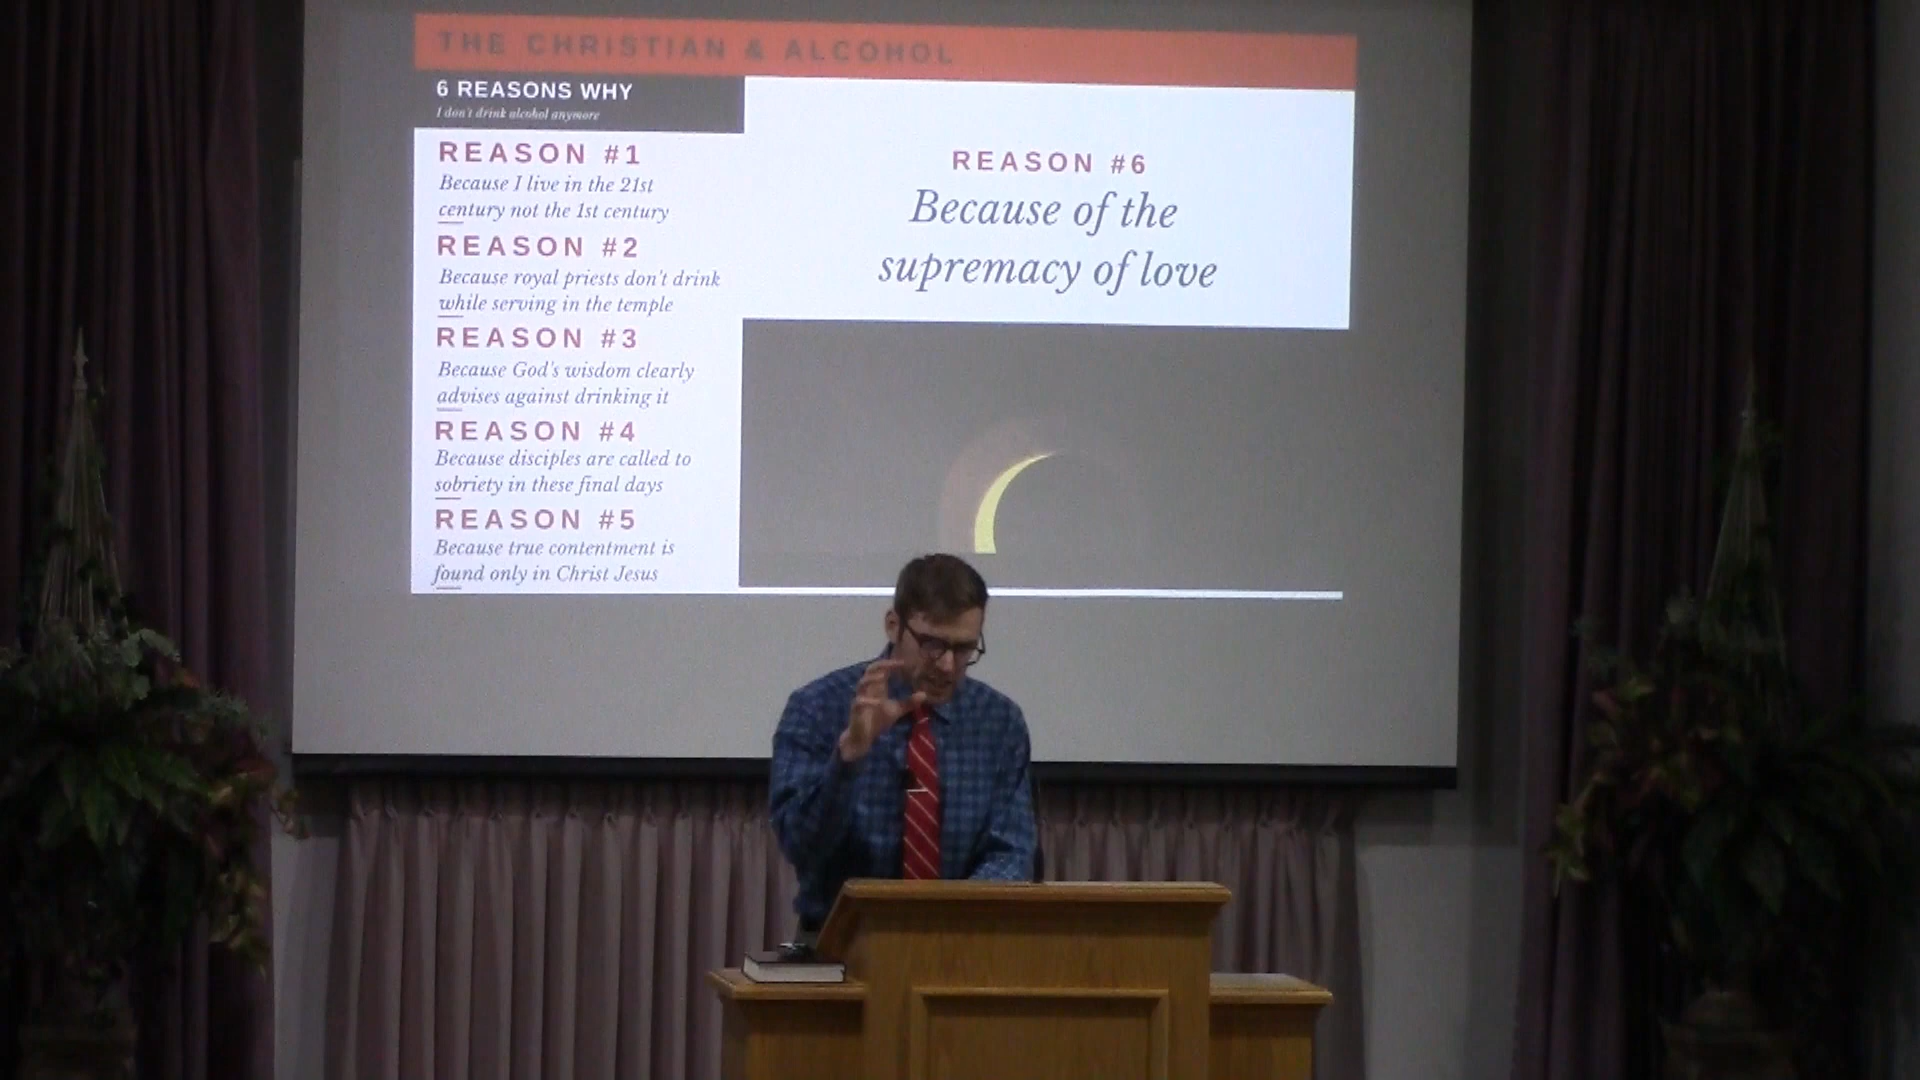 THE CHRISTIAN & ALCOHOL
6 REASONS WHY
I don't drink alcohol anymore
REASON #1
Because I live in the 21st
century not the 1st century
REASON #2
Because royal priests don't drink
while serving in the temple
REASON #3
Because God's wisdom clearly
advises against drinking it
REASON #4
Because disciples are called to
sobriety in these final days
REASON #5
Because true contentment is
found only in Christ Jesus
REASON #6
Because of the
supremacy of love